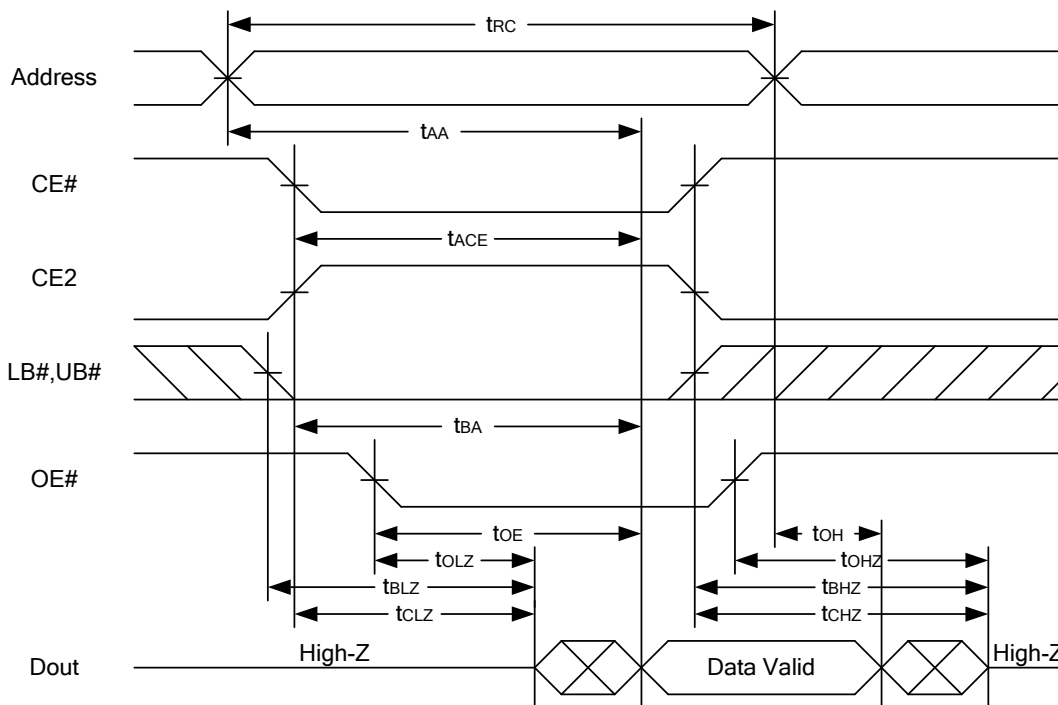 tRC
Address
tAA
CE#
tACE
CE2
LB#,UB#
tBA
OE#
tOE
tOH
tOLZ
tOHZ
tBLZ
tBHZ
tCLZ
tCHZ
High-Z
Dout
Data Valid
High-Z